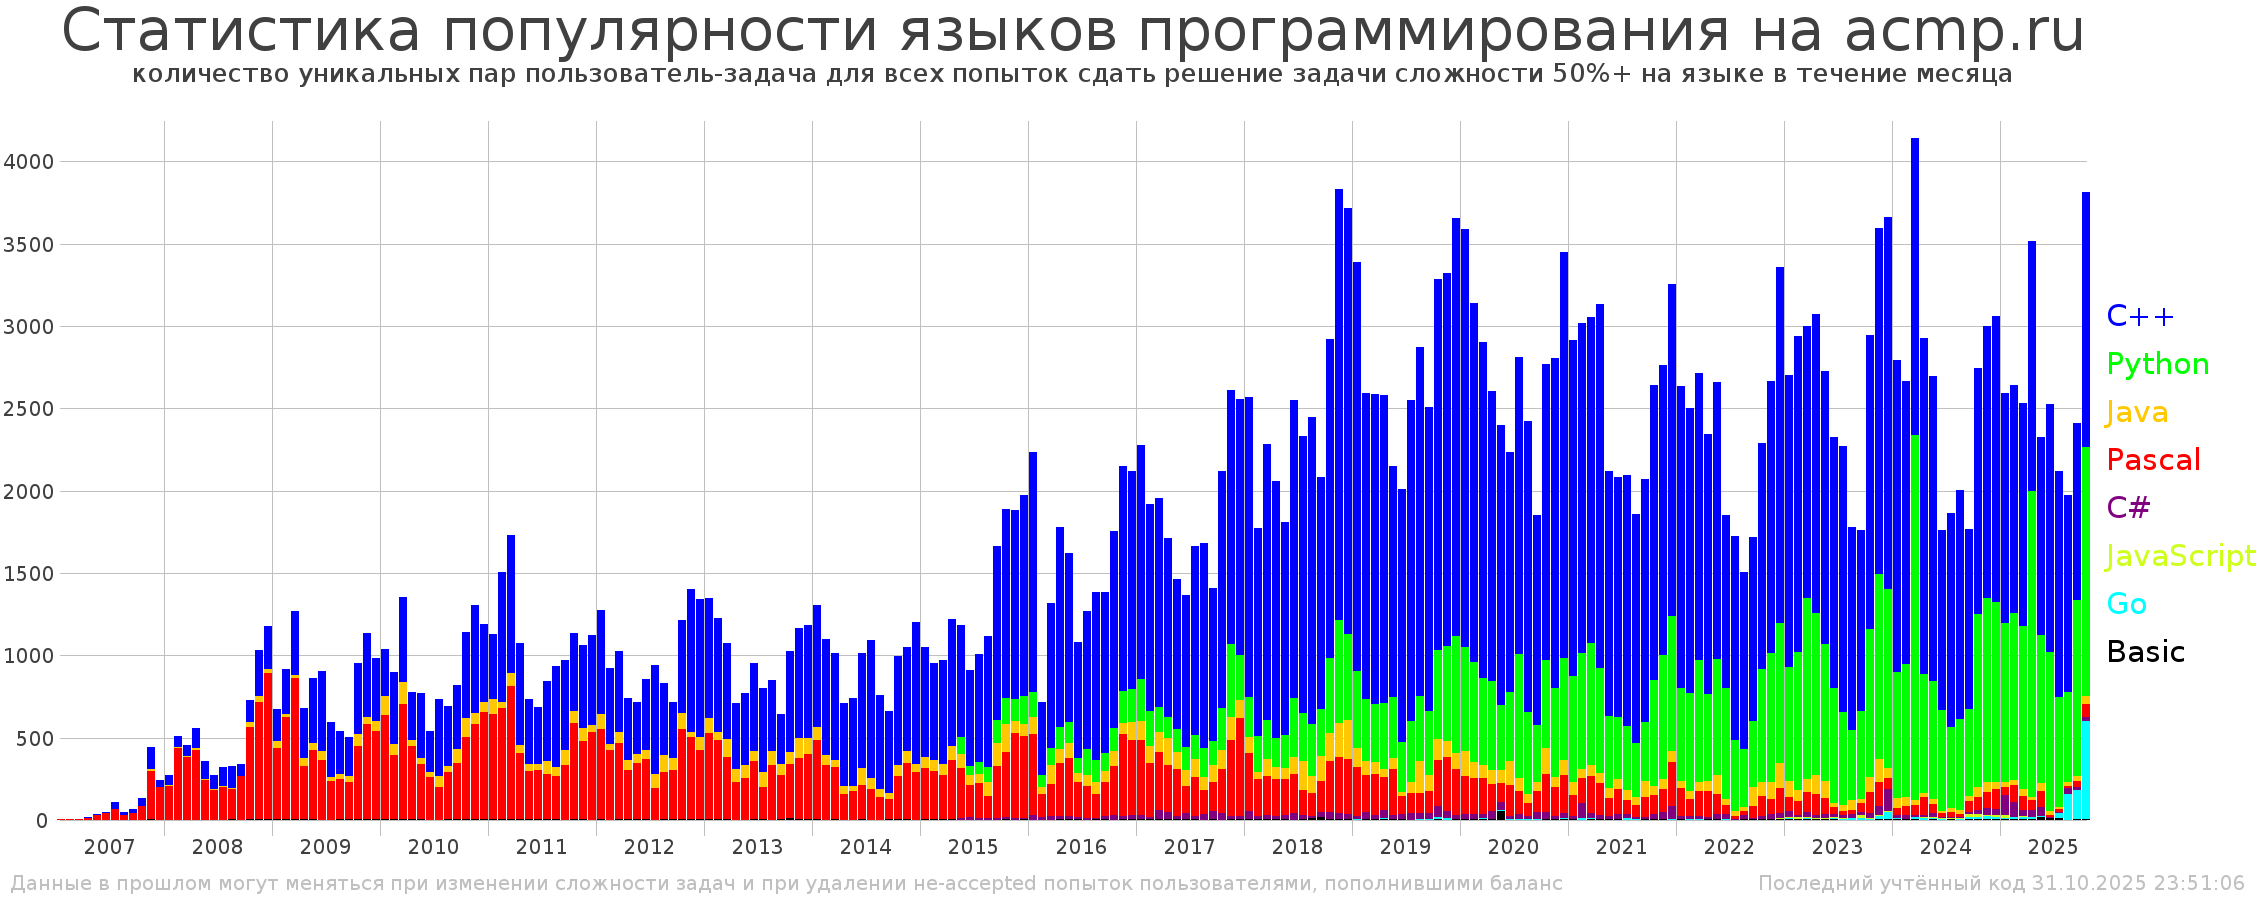 Статистика популярности языков программирования на acmp.ru
количество уникальных пар пользователь-задача для всех попыток сдать решение задачи сложности 50%+ на языке в течение месяца
4000
3500
3000
2500
2000
1500
1000
500
0
C++
Python
Java
Pascal
C#
JavaScript
Go
Basic
2007 2008 2009 2010 2011 2012 2013 2014 2015 2016 2017 2018 2019 2020 2021 2022 2023 2024 2025
Данные в прошлом могут меняться при изменении сложности задач и при удалении не-accepted попыток пользователями, пополнившими баланс
Последний учтённый код 31.10.2025 23:51:06